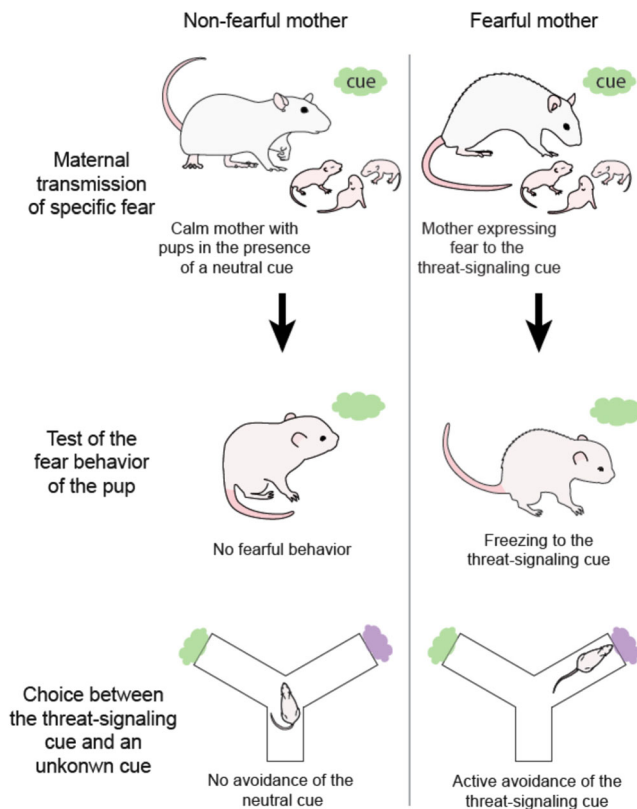 Non-fearful mother
Fearful mother
cue
cue
Maternal
transmission
of specific fear
Calm mother with
pups in the presence
of a neutral cue
Mother expressing
fear to the
threat-signaling cue
Test of the
fear behavior
of the pup
No fearful behavior
Freezing to the
threat-signaling cue
Choice between
the threat-signaling
cue and an
unkonwn cue
No avoidance of the
neutral cue
Active avoidance of the
threat-signaling cue